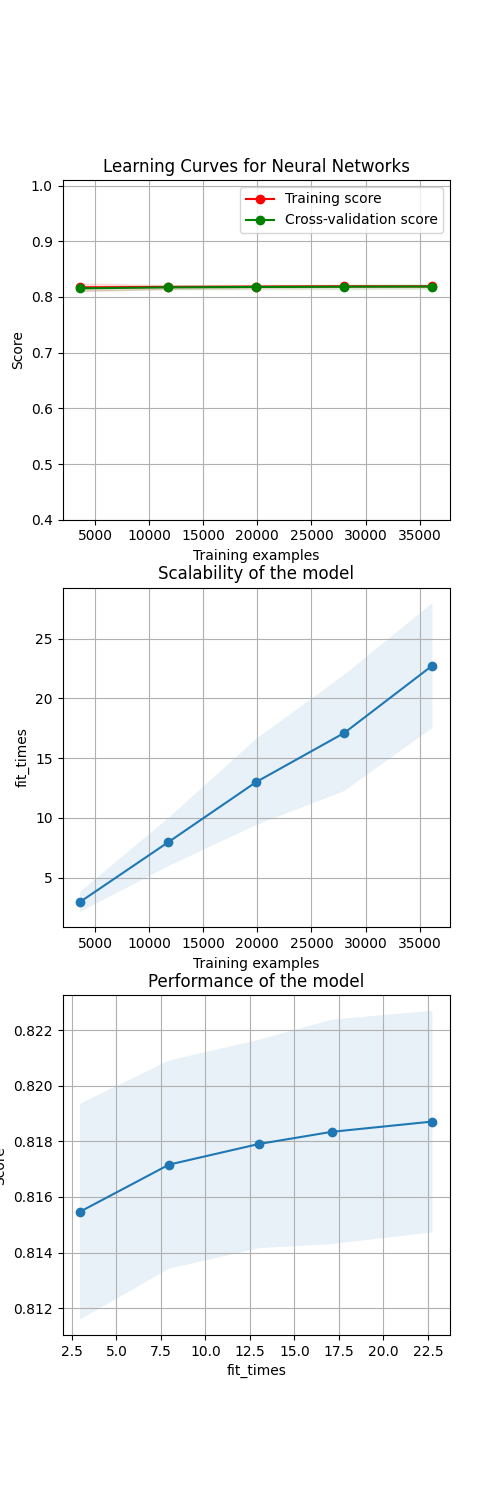 Learning Curves for Neural Networks
1.0
0.9
0.8
0.7
0.6
0.5
0.4
Score
Training score
Cross-validation score
5000 10000 15000 20000 25000 30000 35000
Training examples
Scalability of the model
25
20
15
10
5
fit_times
5000 10000 15000 20000 25000 30000 35000
Training examples
Performance of the model
0.822
0.820
0.818
0.816
0.814
0.812
Score
2.5 5.0 7.5 10.0 12.5 15.0 17.5 20.0 22.5
fit_times